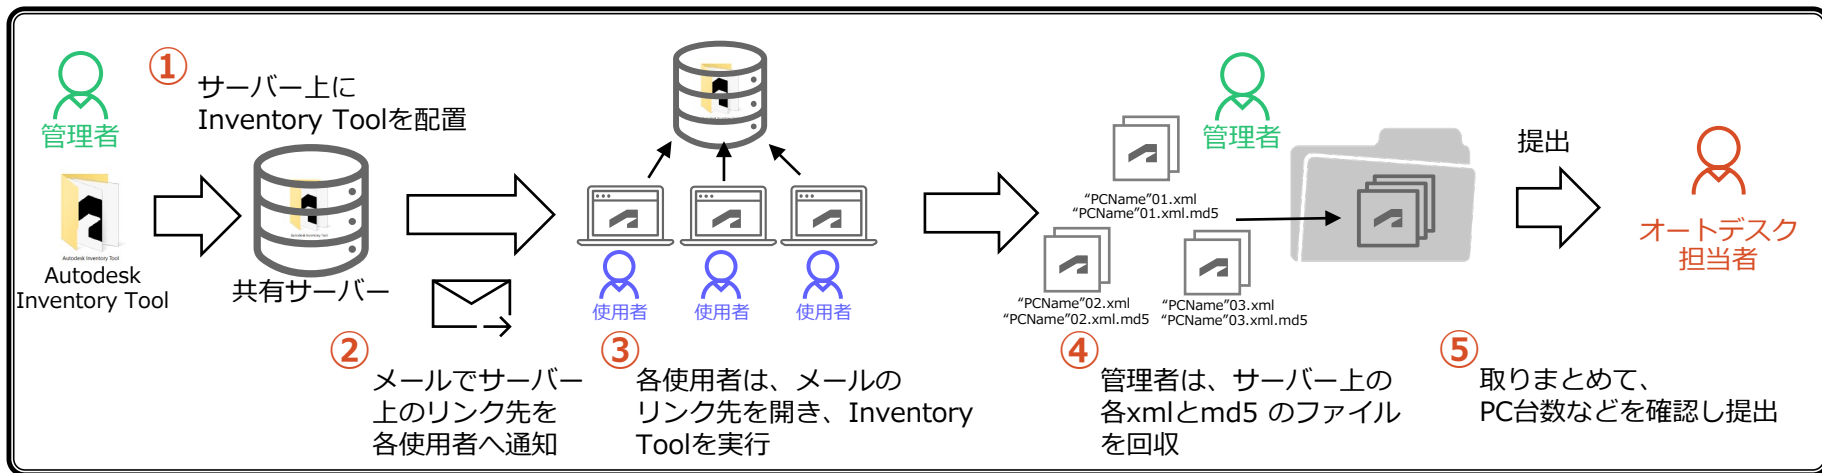 ①
サーバー上に
Inventory Toolを配置
管理者
Autodesk Inventory Tool
Autodesk
Inventory Tool
共有サーバー
②
メールでサーバー
上のリンク先を
各使用者へ通知
使用者
使用者
使用者
③
各使用者は、メールの
リンク先を開き、Inventory
Toolを実行
管理者
“PCName”01.xml
“PCName”01.xml.md5
“PCName”02.xml
“PCName”02.xml.md5
“PCName”03.xml
“PCName”03.xml.md5
④
管理者は、サーバー上の
各xmlとmd5 のファイル
を回収
提出
オートデスク
担当者
⑤
取りまとめて、
PC台数などを確認し提出